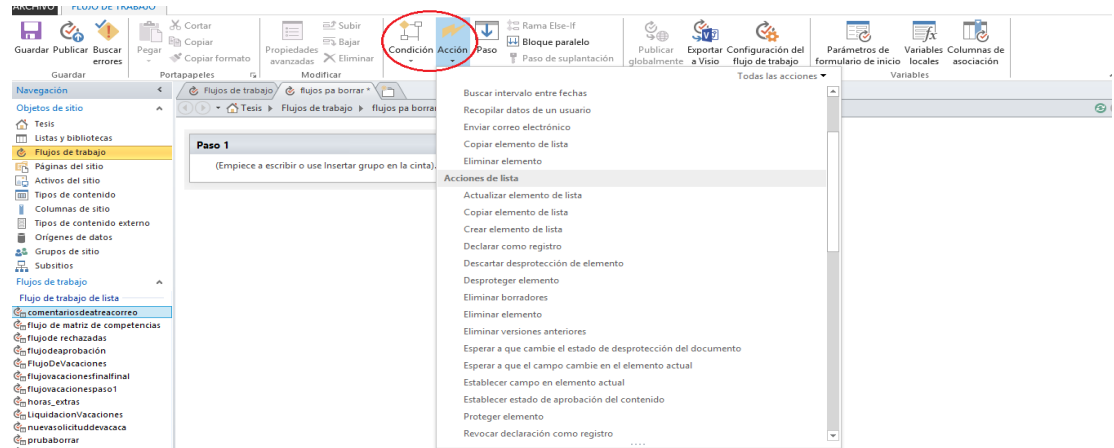 ARCHIVO FLUJO DE TRABAJO
Guardar Publicar Buscar errores
Pegar
Cortar
Copiar
Copiar formato
Propiedades avanzadas
Subir
Bajar
Eliminar
Condición Acción Paso
Rama Else-If
Bloque paralelo
Paso de suplantación
Publicar globalmente
Exportar a Visio
Configuración del flujo de trabajo
Parámetros de formulario de inicio
Variables locales
Columnas de asociación
Guardar Portapapeles Modificar Variables
Todas las acciones
Navegación
Objetos de sitio
Tesis
Listas y bibliotecas
Flujos de trabajo
Páginas del sitio
Activos del sitio
Tipos de contenido
Columnas de sitio
Tipos de contenido externo
Orígenes de datos
Grupos de sitio
Subsitios
Flujos de trabajo
Flujo de trabajo de lista
comentariosdeatreacorreo
flujo de matriz de competencias
flujode rechazadas
flujodeaprobación
FlujoDeVacaciones
flujovacacionesfinalfinal
flujovacacionespaso1
horas_extras
LiquidacionVacaciones
nuevasolicituddevacaca
prubaborrar
Flujos de trabajo flujos pa borrar *
Tesis Flujos de trabajo flujos pa borrar
Paso 1
(Empiece a escribir o use Insertar grupo en la cinta).
Buscar intervalo entre fechas
Recopilar datos de un usuario
Enviar correo electrónico
Copiar elemento de lista
Eliminar elemento
Acciones de lista
Actualizar elemento de lista
Copiar elemento de lista
Crear elemento de lista
Declarar como registro
Descartar desprotección de elemento
Desproteger elemento
Eliminar borradores
Eliminar elemento
Eliminar versiones anteriores
Esperar a que cambie el estado de desprotección del documento
Esperar a que el campo cambie en el elemento actual
Establecer campo en elemento actual
Establecer estado de aprobación del contenido
Proteger elemento
Revocar declaración como registro